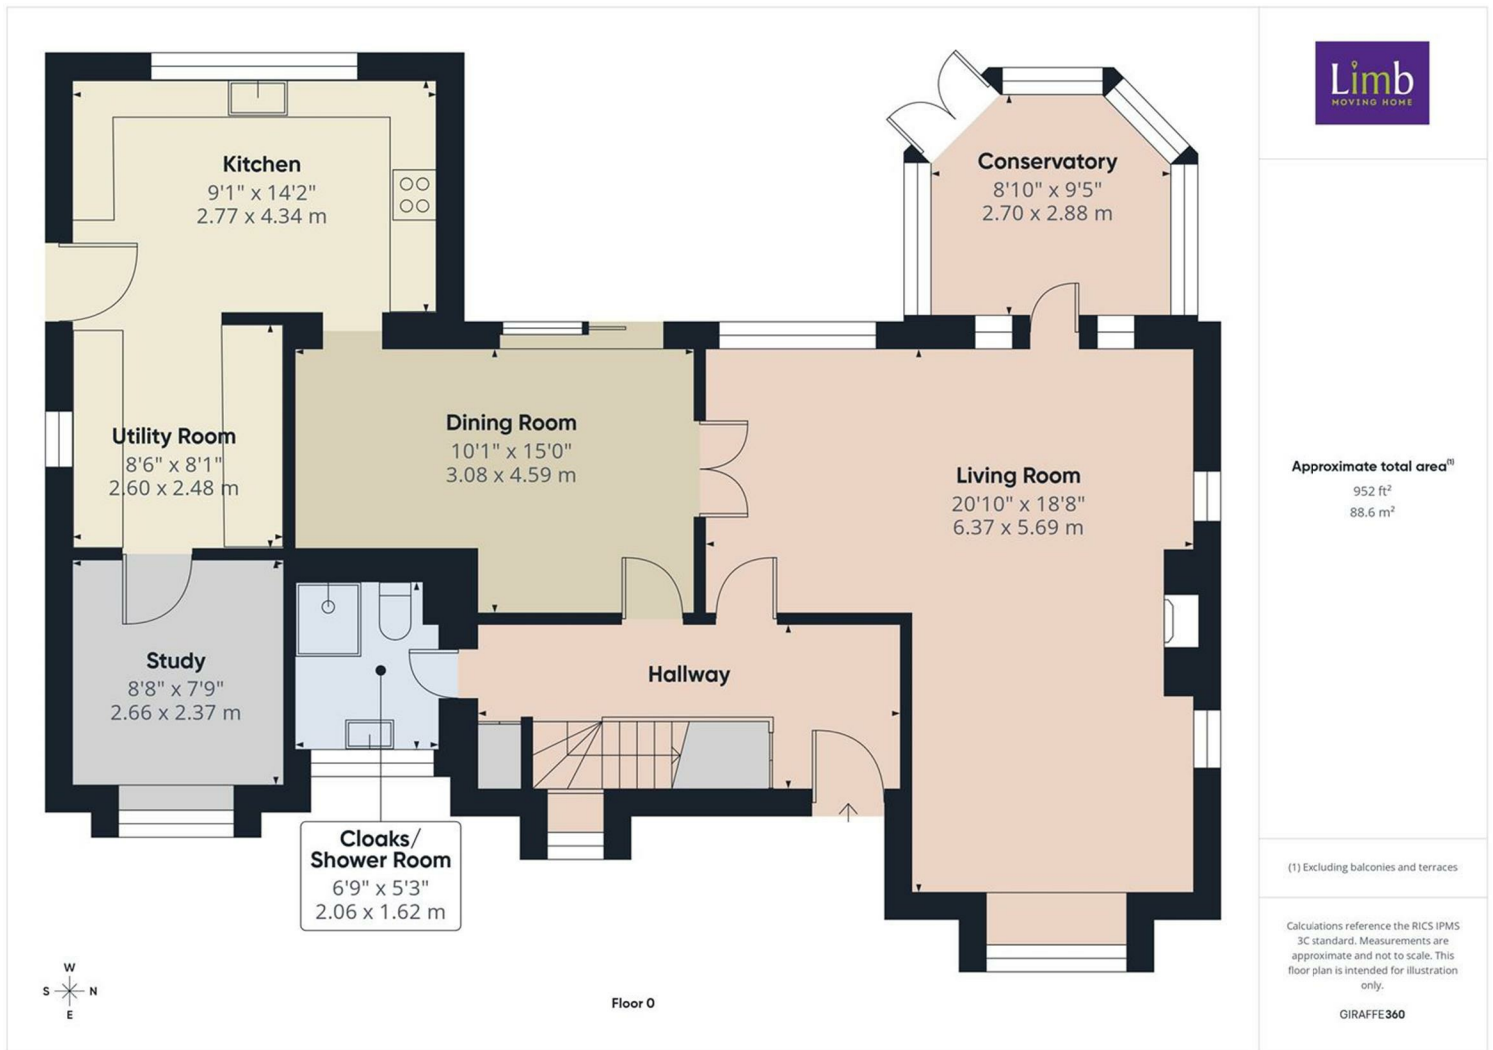 Kitchen
9'1" x 14'2"
2.77 x 4.34 m
Conservatory
8'10" x 9'5"
2.70 x 2.88 m
Utility Room
8'6" x 8'1"
2.60 x 2.48 m
Dining Room
10'1" x 15'0"
3.08 x 4.59 m
Living Room
20'10" x 18'8"
6.37 x 5.69 m
Study
8'8" x 7'9"
2.66 x 2.37 m
Hallway
Cloaks/
Shower Room
6'9" x 5'3"
2.06 x 1.62 m
W
S N
E
Floor 0
Limb
MOVING HOME
Approximate total area(1)
952 ft²
88.6 m²
(1) Excluding balconies and terraces
Calculations reference the RICS IPMS
3C standard. Measurements are
approximate and not to scale. This
floor plan is intended for illustration
only.
GIRAFFE360